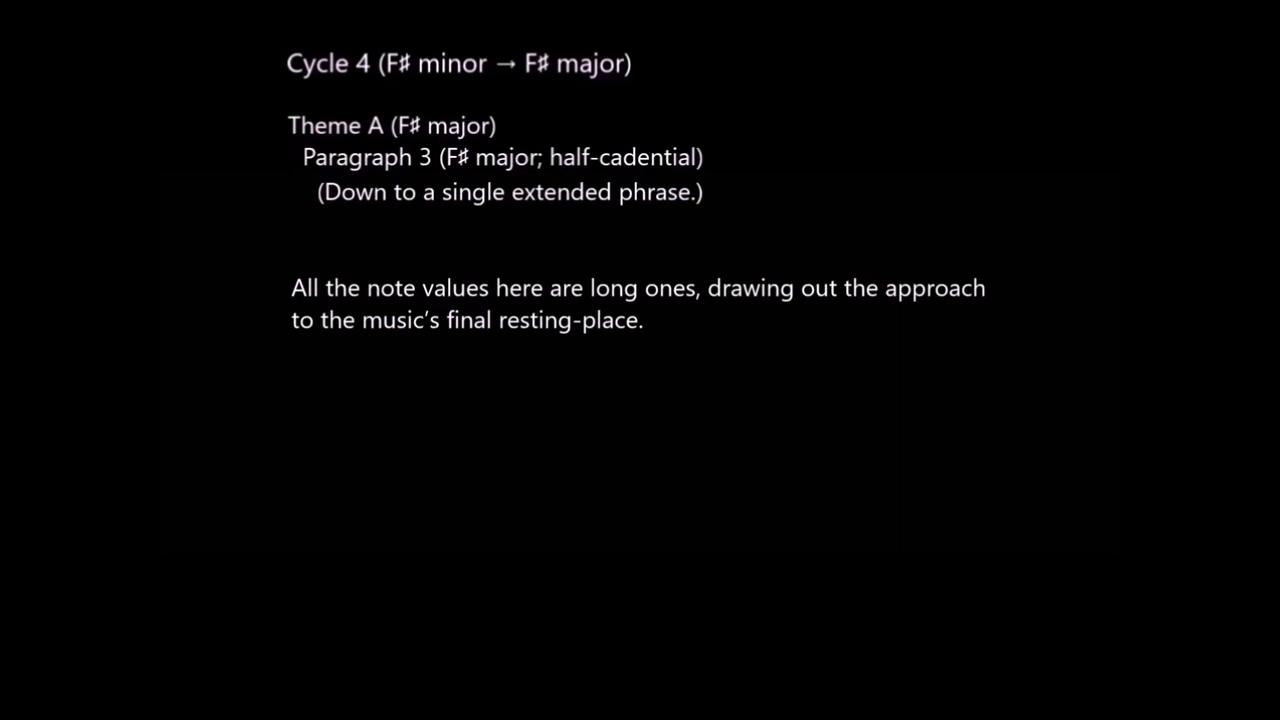 Cycle 4 (F♯ minor → F♯ major)
Theme A (F♯ major)
Paragraph 3 (F♯ major; half-cadential)
(Down to a single extended phrase.)
All the note values here are long ones, drawing out the approach
to the music’s final resting-place.